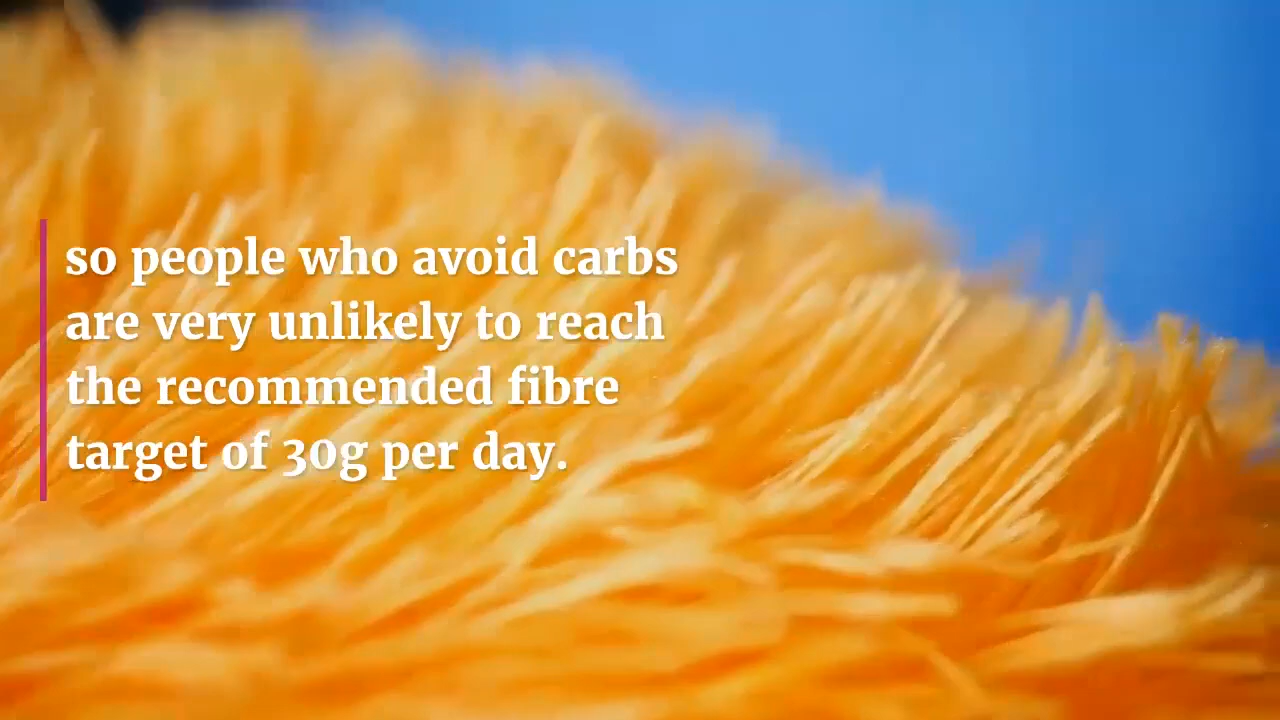 so people who avoid carbs
are very unlikely to reach
the recommended fibre
target of 30g per day.